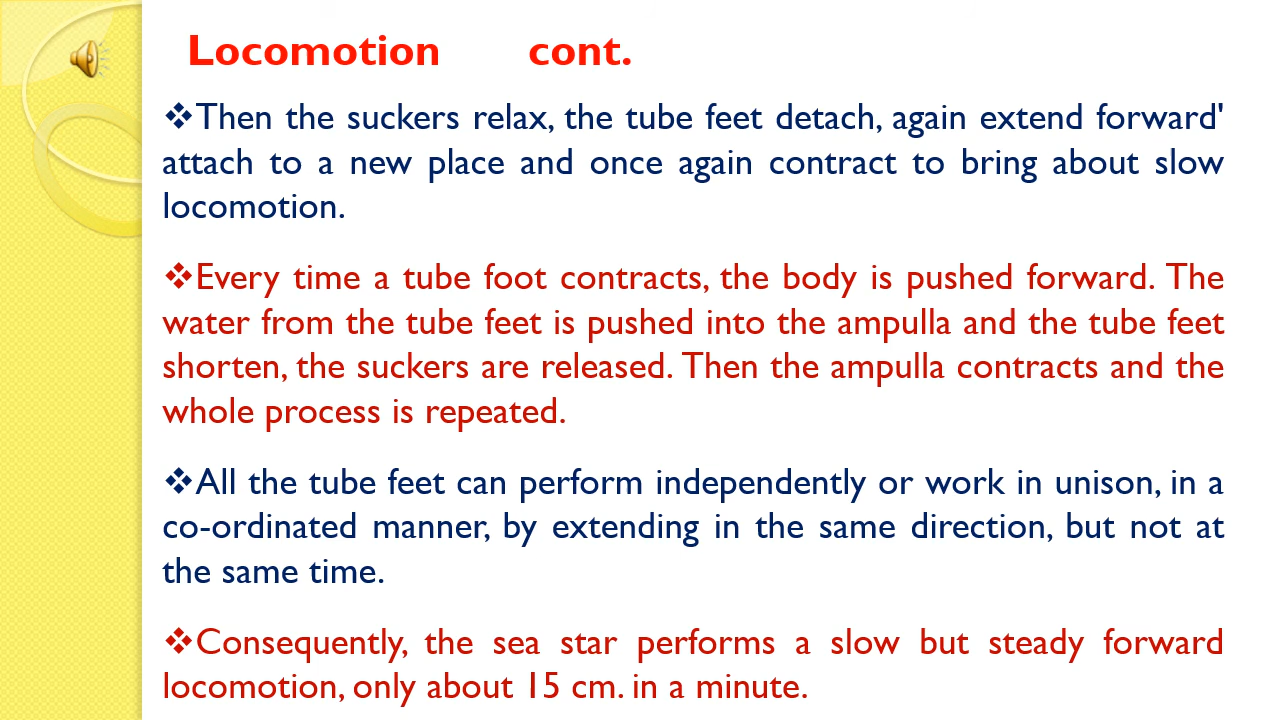 Locomotion cont.
❖Then the suckers relax, the tube feet detach, again extend forward'
attach to a new place and once again contract to bring about slow
locomotion.
❖Every time a tube foot contracts, the body is pushed forward. The
water from the tube feet is pushed into the ampulla and the tube feet
shorten, the suckers are released. Then the ampulla contracts and the
whole process is repeated.
❖All the tube feet can perform independently or work in unison, in a
co-ordinated manner, by extending in the same direction, but not at
the same time.
❖Consequently, the sea star performs a slow but steady forward
locomotion, only about 15 cm. in a minute.